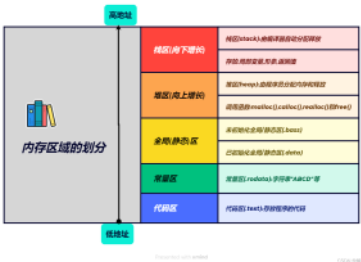 高地址
内存区域的划分
栈区(向下增长)
栈区(stack):由编译器自动分配释放
存放:局部变量,形参,返回值
堆区(向上增长)
堆区(heap):由程序员分配内存和释放
调用函数:malloc(),calloc(),realloc()和free()
全局(静态)区
未初始化全局/静态区(.bss)
已初始化全局/静态区(.data)
常量区
常量区(.rodata):字符串"ABCD"等
代码区
代码区(.text):存放程序的代码
低地址